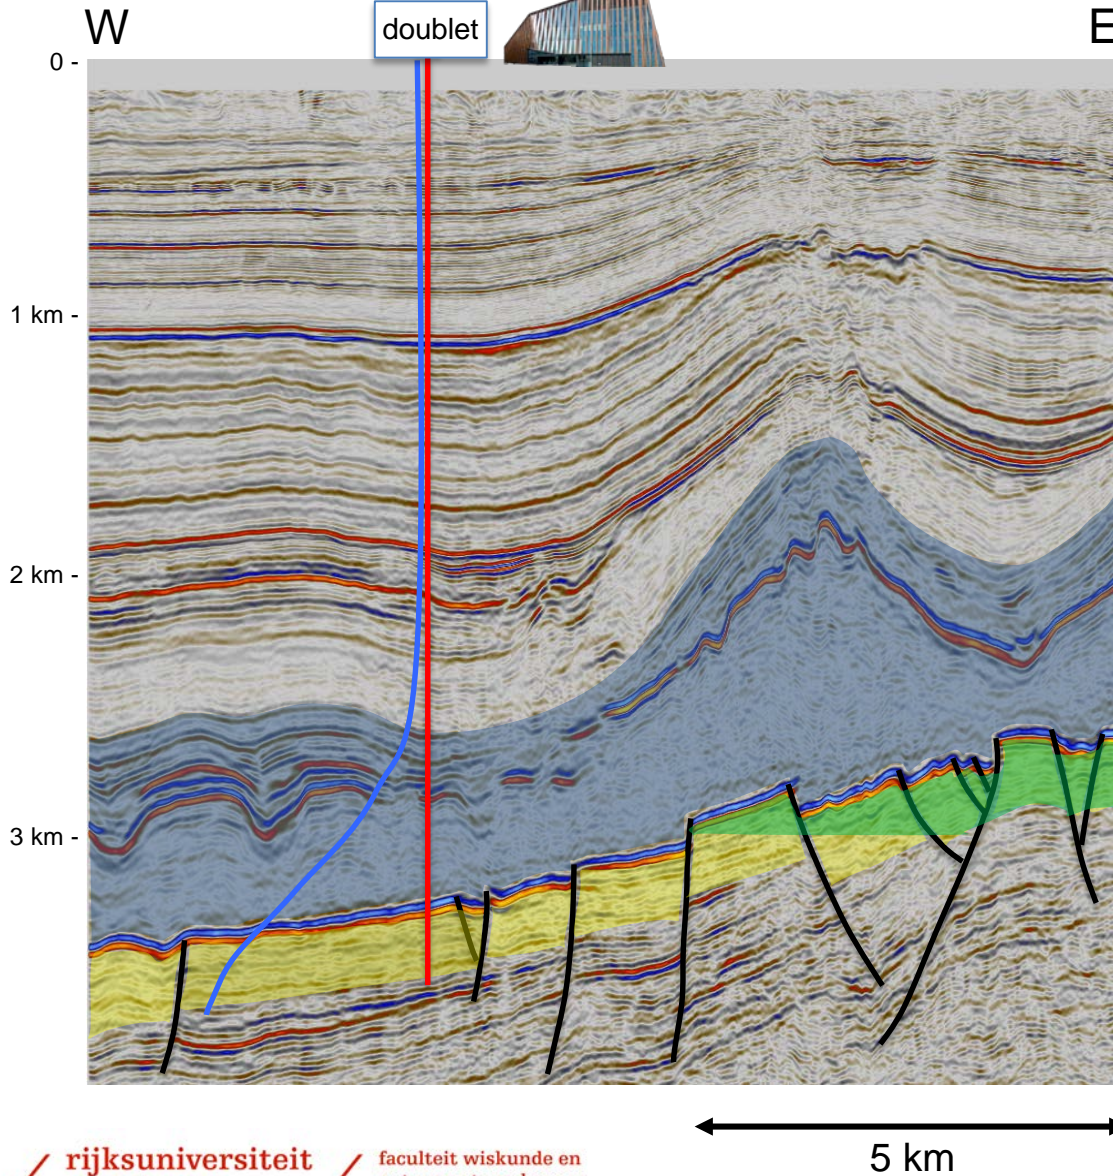 W
doublet
E
0 -
1 km -
2 km -
3 km -
5 km
rijksuniversiteit
faculteit wiskunde en